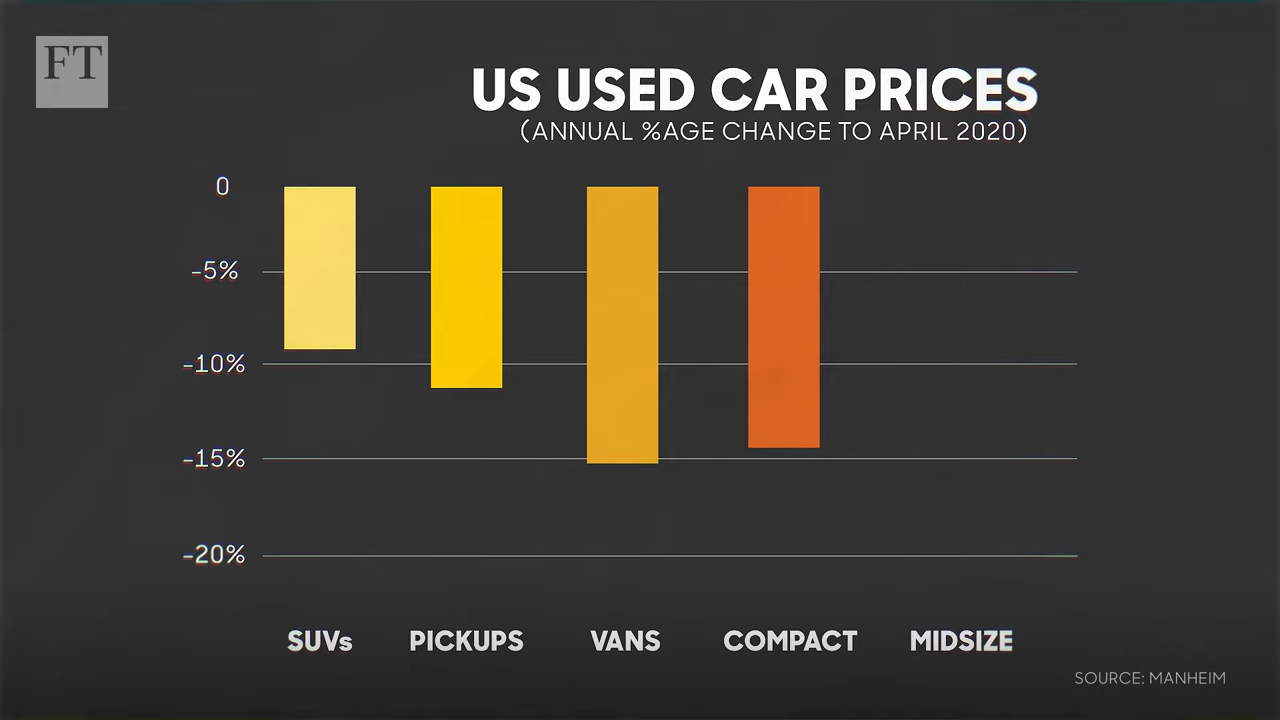 FT
US USED CAR PRICES
(ANNUAL %AGE CHANGE TO APRIL 2020)
0
-5%
-10%
-15%
-20%
SUVs PICKUPS VANS COMPACT MIDSIZE
SOURCE: MANHEIM